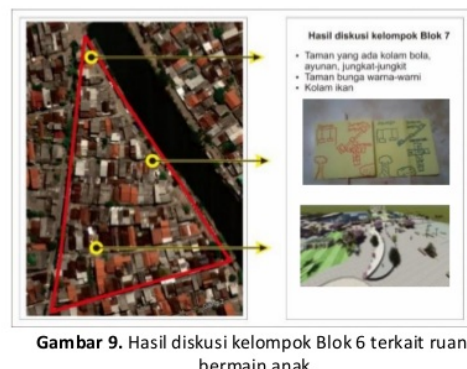 Hasil diskusi kelompok Blok 7
• Taman yang ada kolam bola,
ayunan, jungkat-jungkit
• Taman bunga warna-warni
• Kolam ikan
Gambar 9. Hasil diskusi kelompok Blok 6 terkait ruan
bermain anak